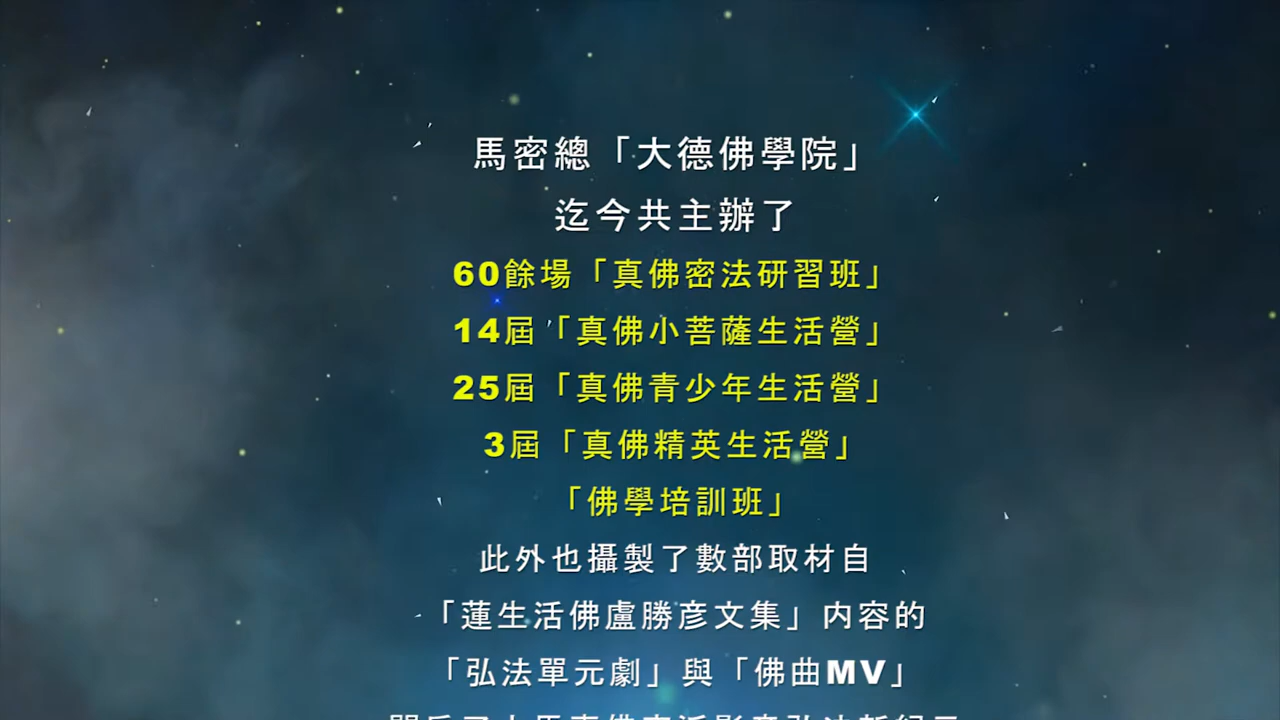 馬密總「大德佛學院」
迄今共主辦了
60餘場「真佛密法研習班」
14屆「真佛小菩薩生活營」
25屆「真佛青少年生活營」
3屆「真佛精英生活營」
「佛學培訓班」
此外也攝製了數部取材自
「蓮生活佛盧勝彥文集」内容的
「弘法單元劇」與「佛曲MV」